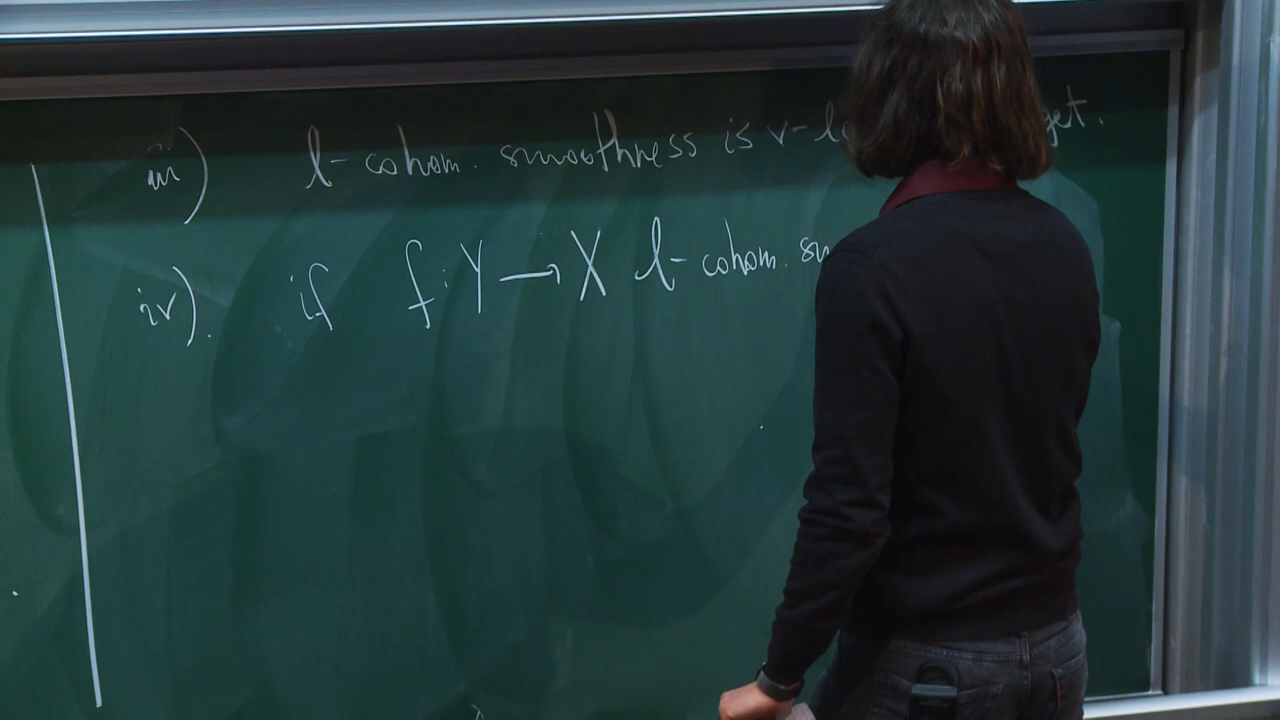 iii) l-cohom. smoothness is v-
iv). if f: Y → X l-cohom.